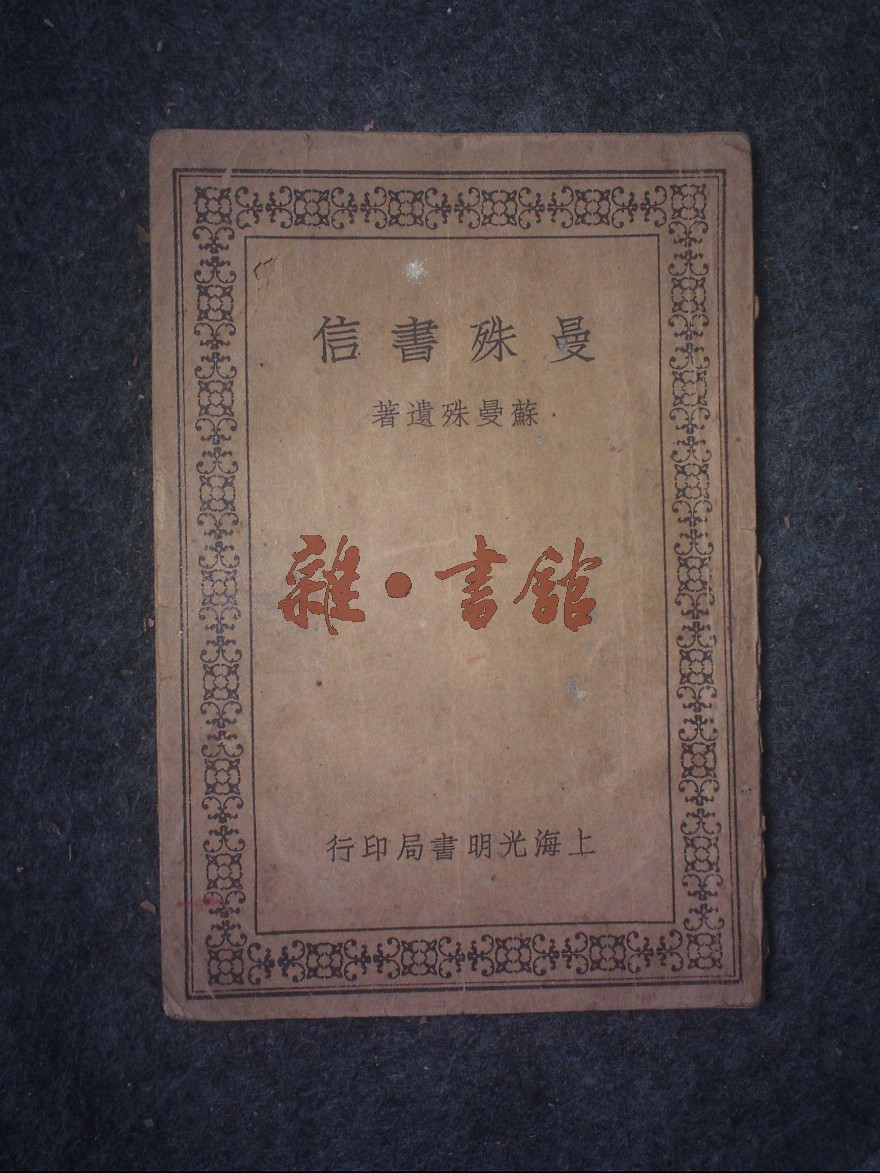 曼殊書信
蘇曼殊遺著
雜·書館
上海光明書局印行